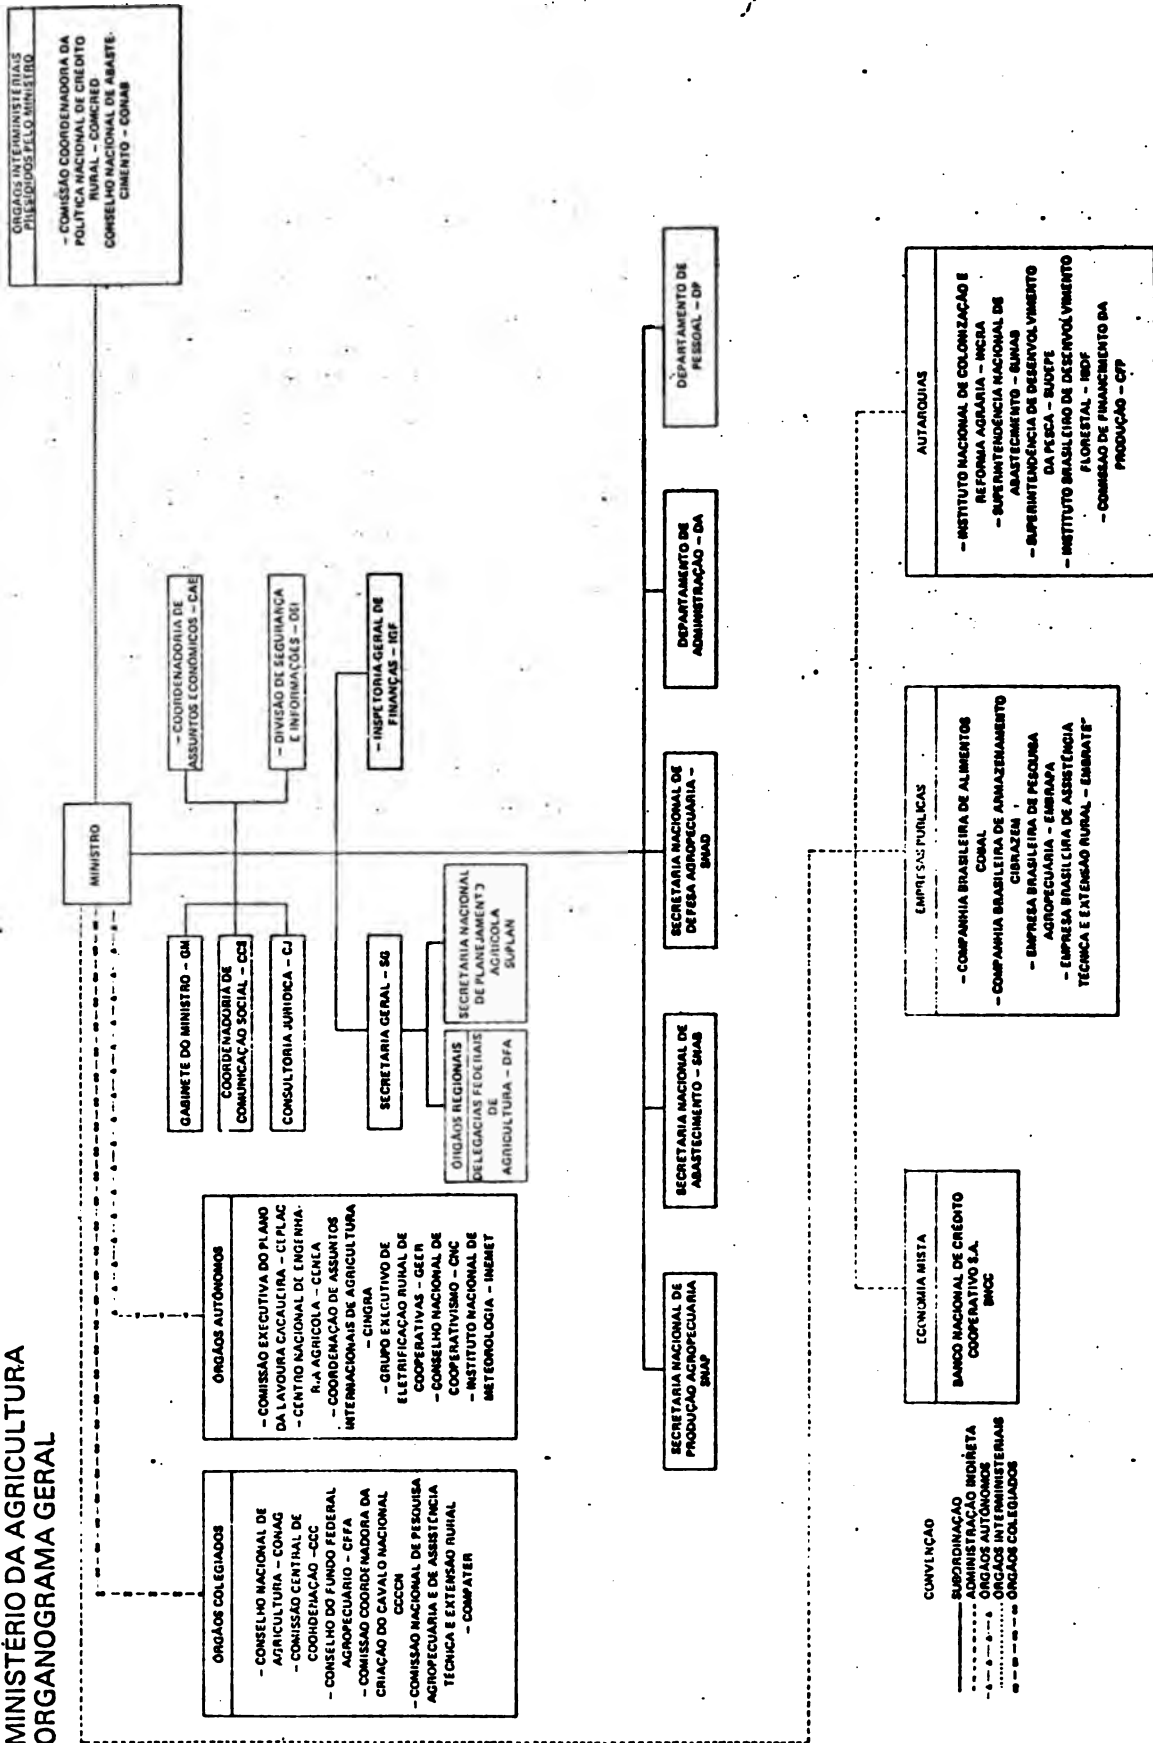 MINISTÉRIO DA AGRICULTURA
ORGANOGRAMA GERAL
ÓRGÃOS INTERMINISTERIAIS
PRESIDIDOS PELO MINISTRO
- COMISSÃO COORDENADORA DA
POLÍTICA NACIONAL DE CRÉDITO
RURAL - COMCRED
CONSELHO NACIONAL DE ABASTE-
CIMENTO - CONAB
MINISTRO
GABINETE DO MINISTRO - GM
COORDENADORIA DE
COMUNICAÇÃO SOCIAL - CCS
CONSULTORIA JURIDICA - CJ
- COORDENADORIA DE
ASSUNTOS ECONÔMICOS - CAE
- DIVISÃO DE SEGURANÇA
E INFORMAÇÕES - DSI
SECRETARIA GERAL - SG
- INSPETORIA GERAL DE
FINANÇAS - IGF
ÓRGÃOS REGIONAIS
DELEGACIAS FEDERAIS
DE
AGRICULTURA - DFA
SECRETARIA NACIONAL
DE PLANEJAMENTO
AGRICOLA
SUPLAN
ÓRGÃOS COLEGIADOS
- CONSELHO NACIONAL DE
AGRICULTURA - CONAG
- COMISSÃO CENTRAL DE
COORDENAÇÃO -CCC
- CONSELHO DO FUNDO FEDERAL
AGROPECUÁRIO - CFFA
- COMISSÃO COORDENADORA DA
CRIAÇÃO DO CAVALO NACIONAL
CCCCN
- COMISSÃO NACIONAL DE PESQUISA
AGROPECUARIA E DE ASSISTÊNCIA
TÉCNICA E EXTENSÃO RURAL
- COMPATER
ÓRGÃOS AUTÔNOMOS
- COMISSÃO EXECUTIVA DO PLANO
DA LAVOURA CACAUEIRA - CEPLAC
- CENTRO NACIONAL DE ENGENHA-
RIA AGRICOLA - CENEA
- COORDENAÇÃO DE ASSUNTOS
INTERNACIONAIS DE AGRICULTURA
- CINGRA
- GRUPO EXECUTIVO DE
ELETRIFICAÇÃO RURAL DE
COOPERATIVAS - GEER
- CONSELHO NACIONAL DE
COOPERATIVISMO - CNC
- INSTITUTO NACIONAL DE
METEOROLOGIA - INEMET
SECRETARIA NACIONAL DE
PRODUÇÃO AGROPECUARIA
SNAP
SECRETARIA NACIONAL DE
ABASTECIMENTO - SNAB
SECRETARIA NACIONAL DE
DEFESA AGROPECUÁRIA -
SNAD
DEPARTAMENTO DE
ADMINISTRAÇÃO - DA
DEPARTAMENTO DE
PESSOAL - DP
ECONOMIA MISTA
BANCO NACIONAL DE CRÉDITO
COOPERATIVO S.A.
BNCC
EMPRESAS PUBLICAS
- COMPANHIA BRASILEIRA DE ALIMENTOS
COBAL
- COMPANHIA BRASILEIRA DE ARMAZENAMENTO
CIBRAZEM
- EMPRESA BRASILEIRA DE PESQUISA
AGROPECUÁRIA - EMBRAPA
- EMPRESA BRASILEIRA DE ASSISTÊNCIA
TÉCNICA E EXTENSÃO RURAL - EMBRATER
AUTARQUIAS
- INSTITUTO NACIONAL DE COLONIZAÇÃO E
REFORMA AGRÁRIA - INCRA
- SUPERINTENDÊNCIA NACIONAL DE
ABASTECIMENTO - SUNAB
- SUPERINTENDÊNCIA DE DESENVOLVIMENTO
DA PESCA - SUDEPE
- INSTITUTO BRASILEIRO DE DESENVOLVIMENTO
FLORESTAL - IBDF
- COMISSÃO DE FINANCIMENTO DA
PRODUÇÃO - CFP
CONVENÇÃO
SUBORDINAÇÃO
ADMINISTRAÇÃO INDIRETA
ÓRGÃOS AUTÔNOMOS
ÓRGÃOS INTERMINISTERIAIS
ÓRGÃOS COLEGIADOS